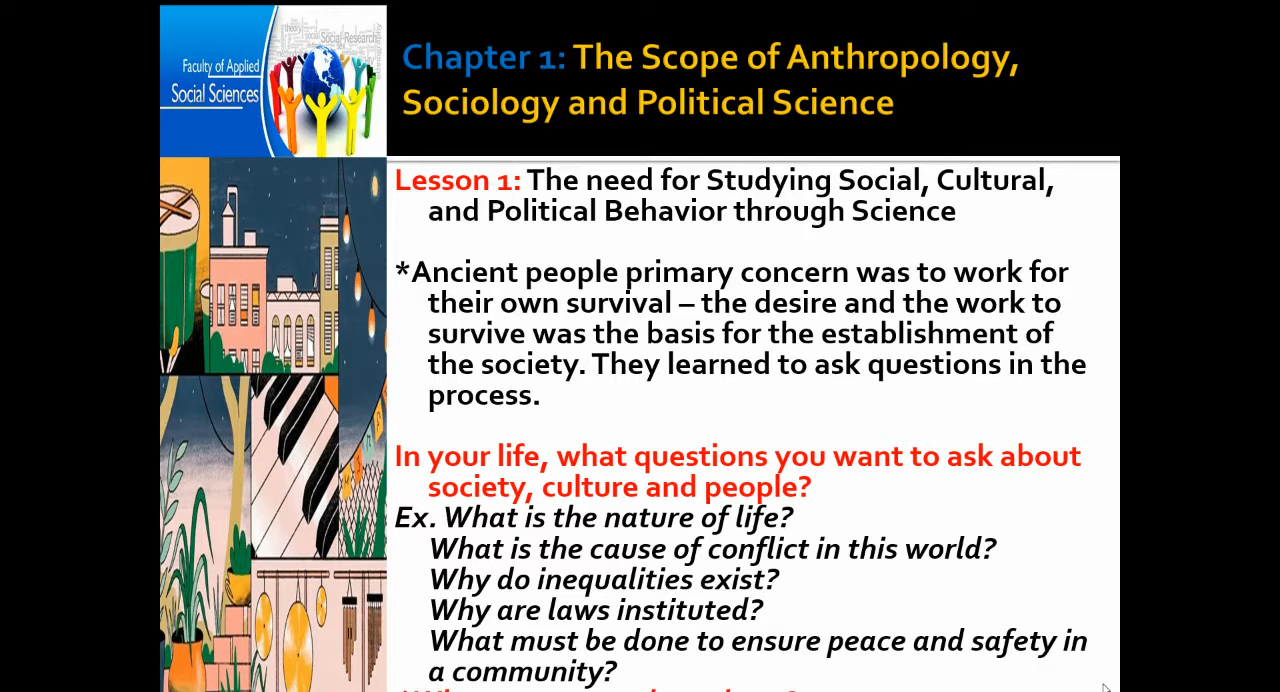 Faculty of Applied
Social Sciences
theory
social
Social Research
Chapter 1: The Scope of Anthropology,
Sociology and Political Science
Lesson 1: The need for Studying Social, Cultural,
and Political Behavior through Science
*Ancient people primary concern was to work for
their own survival – the desire and the work to
survive was the basis for the establishment of
the society. They learned to ask questions in the
process.
In your life, what questions you want to ask about
society, culture and people?
Ex. What is the nature of life?
What is the cause of conflict in this world?
Why do inequalities exist?
Why are laws instituted?
What must be done to ensure peace and safety in
a community?